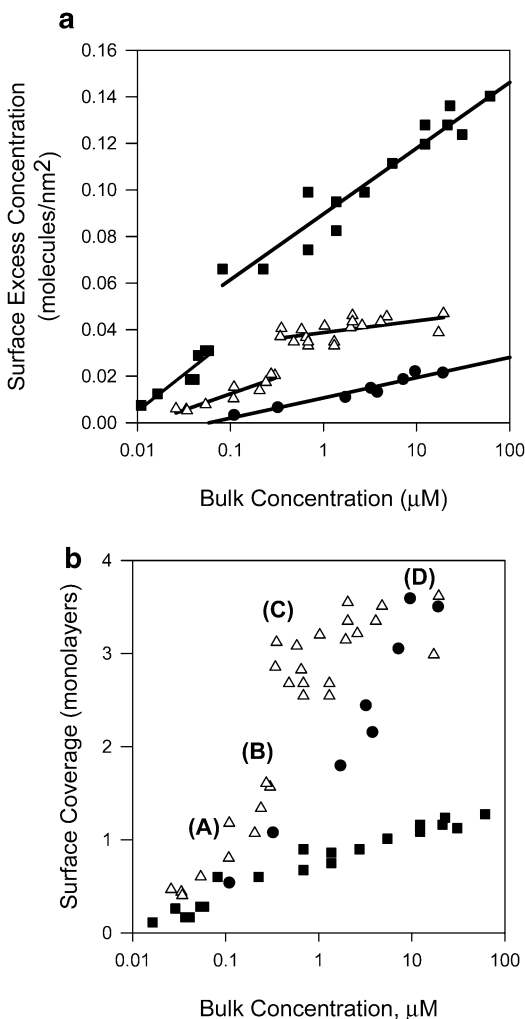 a
Surface Excess Concentration
(molecules/nm2)
0.16
0.14
0.12
0.10
0.08
0.06
0.04
0.02
0.00
0.01
0.1
1
10
100
Bulk Concentration (μM)
b
Surface Coverage (monolayers)
4
3
2
1
0
(A)
(B)
(C)
(D)
0.01
0.1
1
10
100
Bulk Concentration, μM